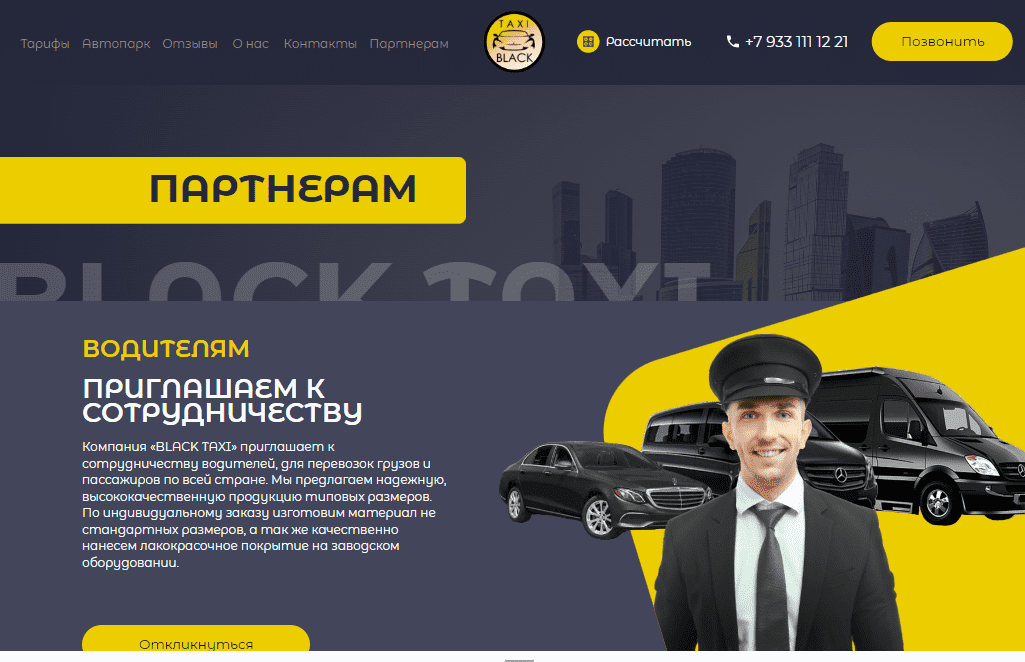 Тарифы Автопарк Отзывы О нас Контакты Партнерам
TAXI
BLACK
Рассчитать
+7 933 111 12 21
Позвонить
ПАРТНЕРАМ
BLACK TAXI
ВОДИТЕЛЯМ
ПРИГЛАШАЕМ К
СОТРУДНИЧЕСТВУ
Компания «BLACK TAXI» приглашает к
сотрудничеству водителей, для перевозок грузов и
пассажиров по всей стране. Мы предлагаем надежную,
высококачественную продукцию типовых размеров.
По индивидуальному заказу изготовим материал не
стандартных размеров, а так же качественно
нанесем лакокрасочное покрытие на заводском
оборудовании.
Откликнуться